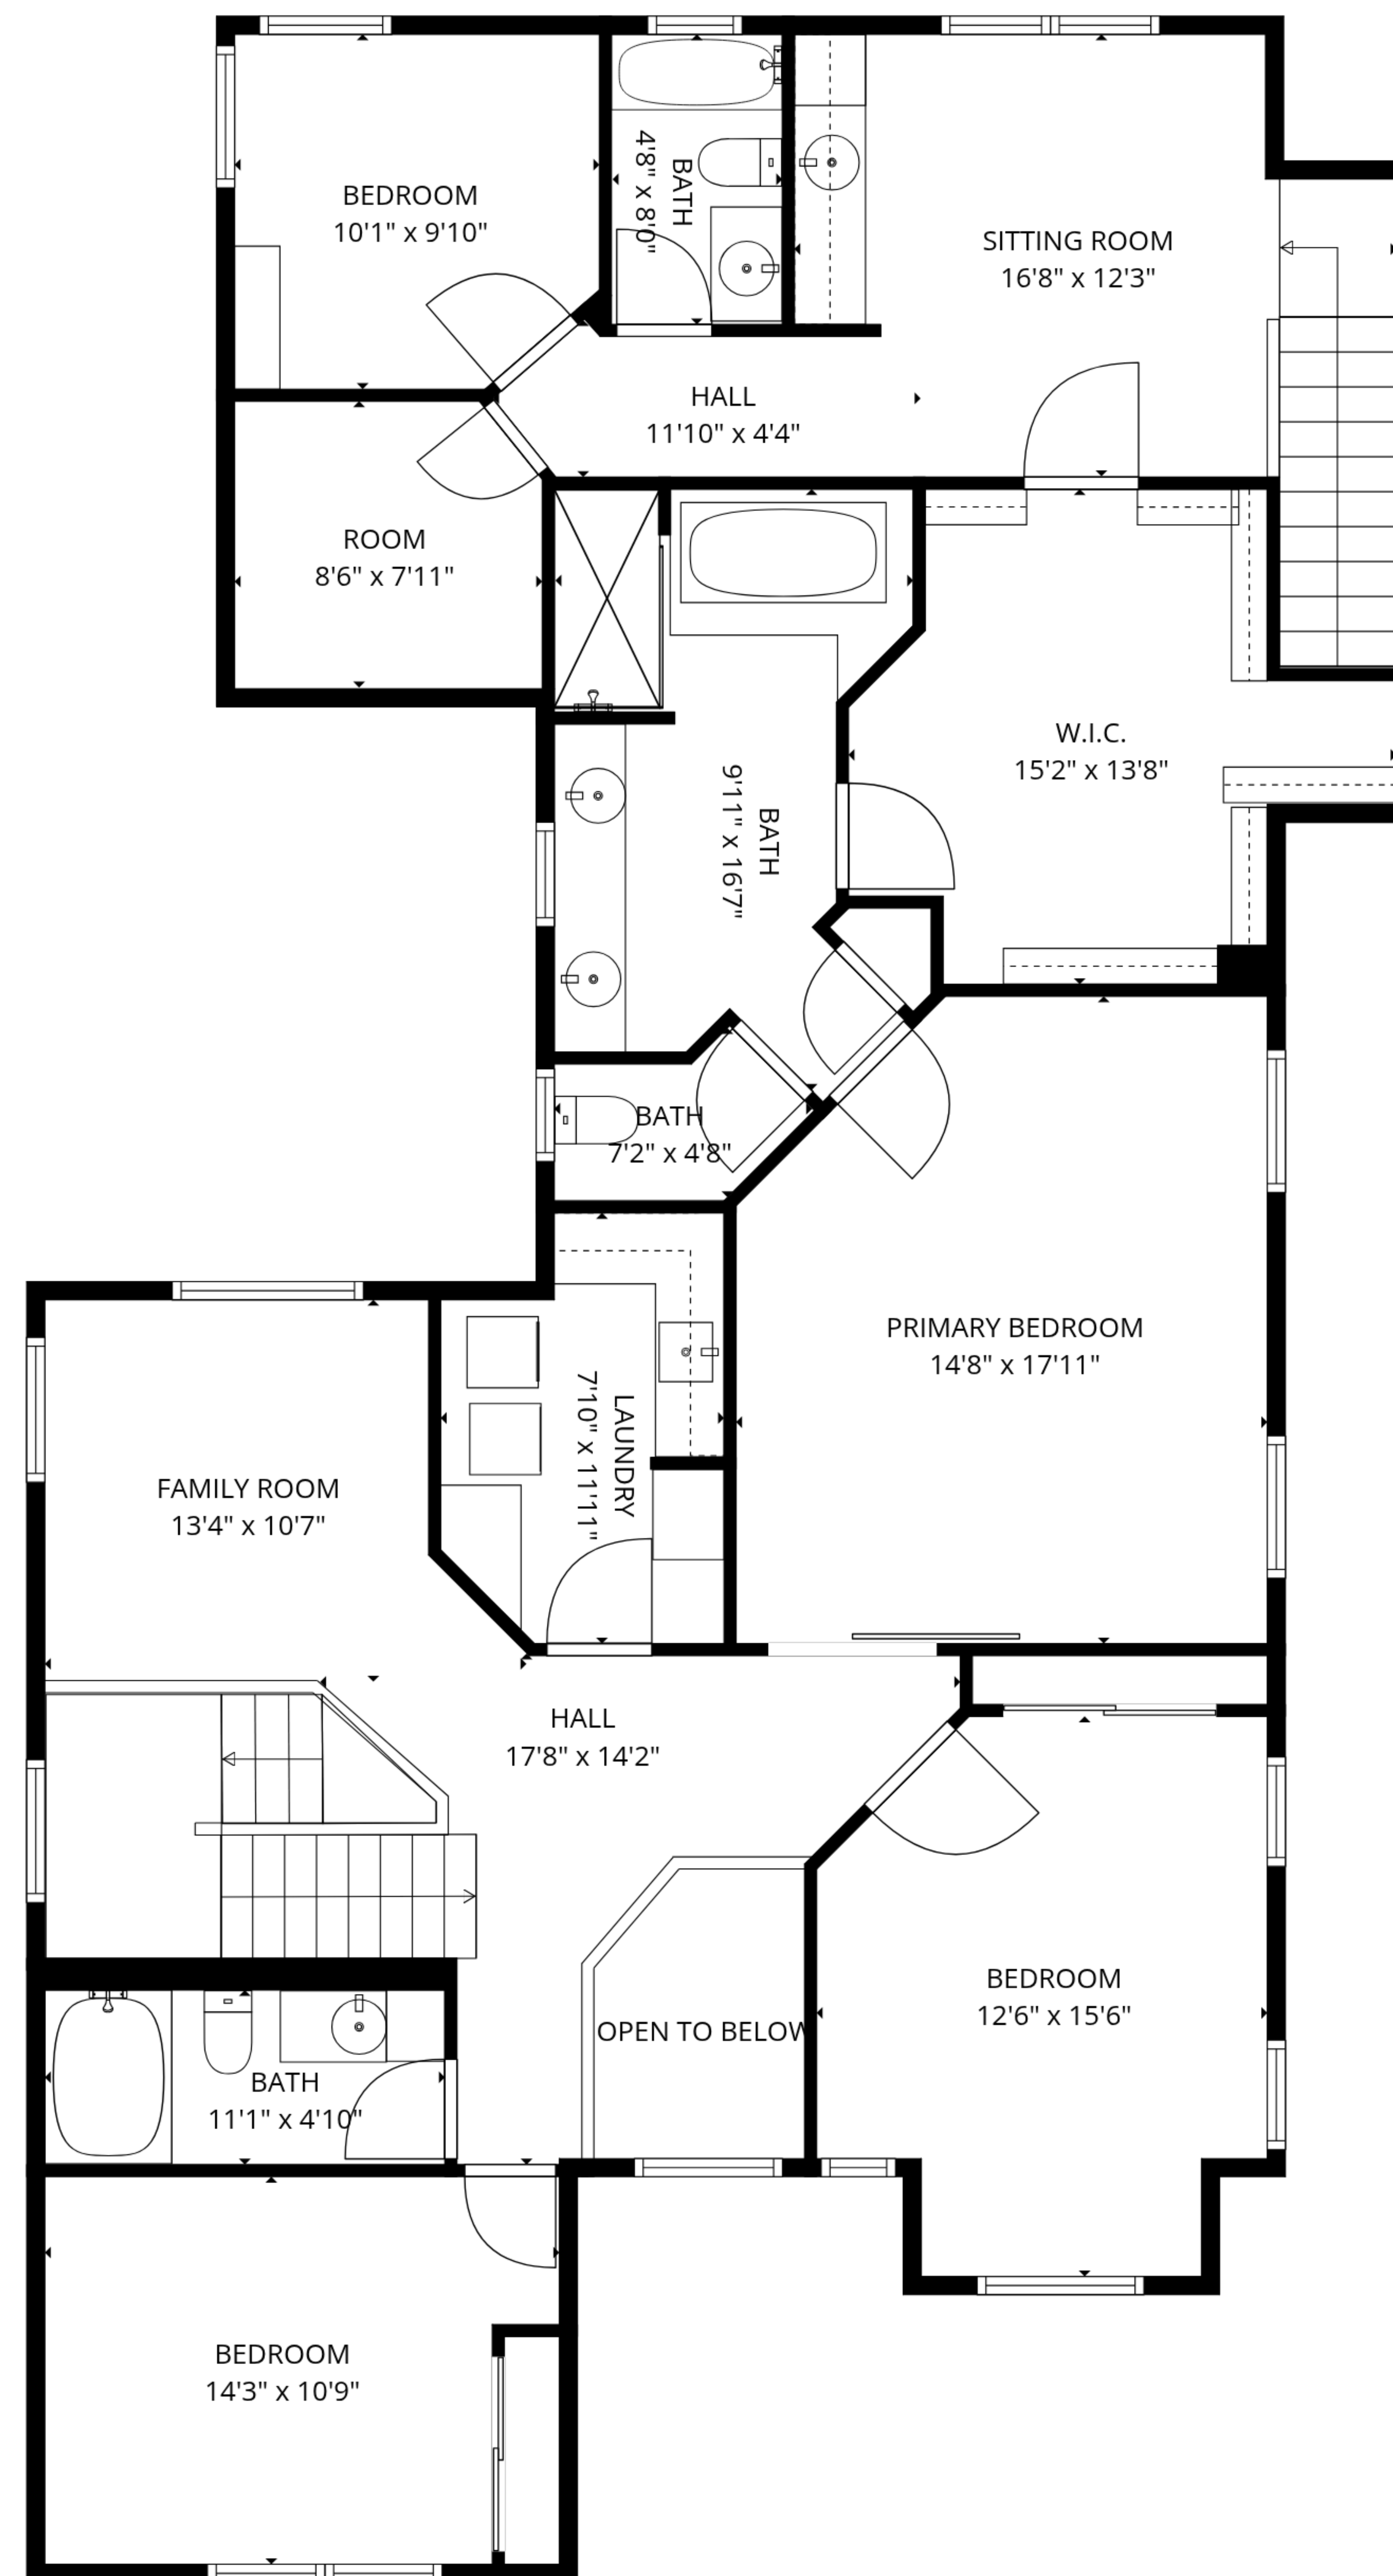 BEDROOM
10'1" x 9'10"
BATH
4'8" x 8'0"
SITTING ROOM
16'8" x 12'3"
HALL
11'10" x 4'4"
ROOM
8'6" x 7'11"
W.I.C.
15'2" x 13'8"
BATH
9'11" x 16'7"
BATH
7'2" x 4'8"
PRIMARY BEDROOM
14'8" x 17'11"
LAUNDRY
7'10" x 11'11"
FAMILY ROOM
13'4" x 10'7"
HALL
17'8" x 14'2"
BEDROOM
12'6" x 15'6"
OPEN TO BELOW
BATH
11'1" x 4'10"
BEDROOM
14'3" x 10'9"